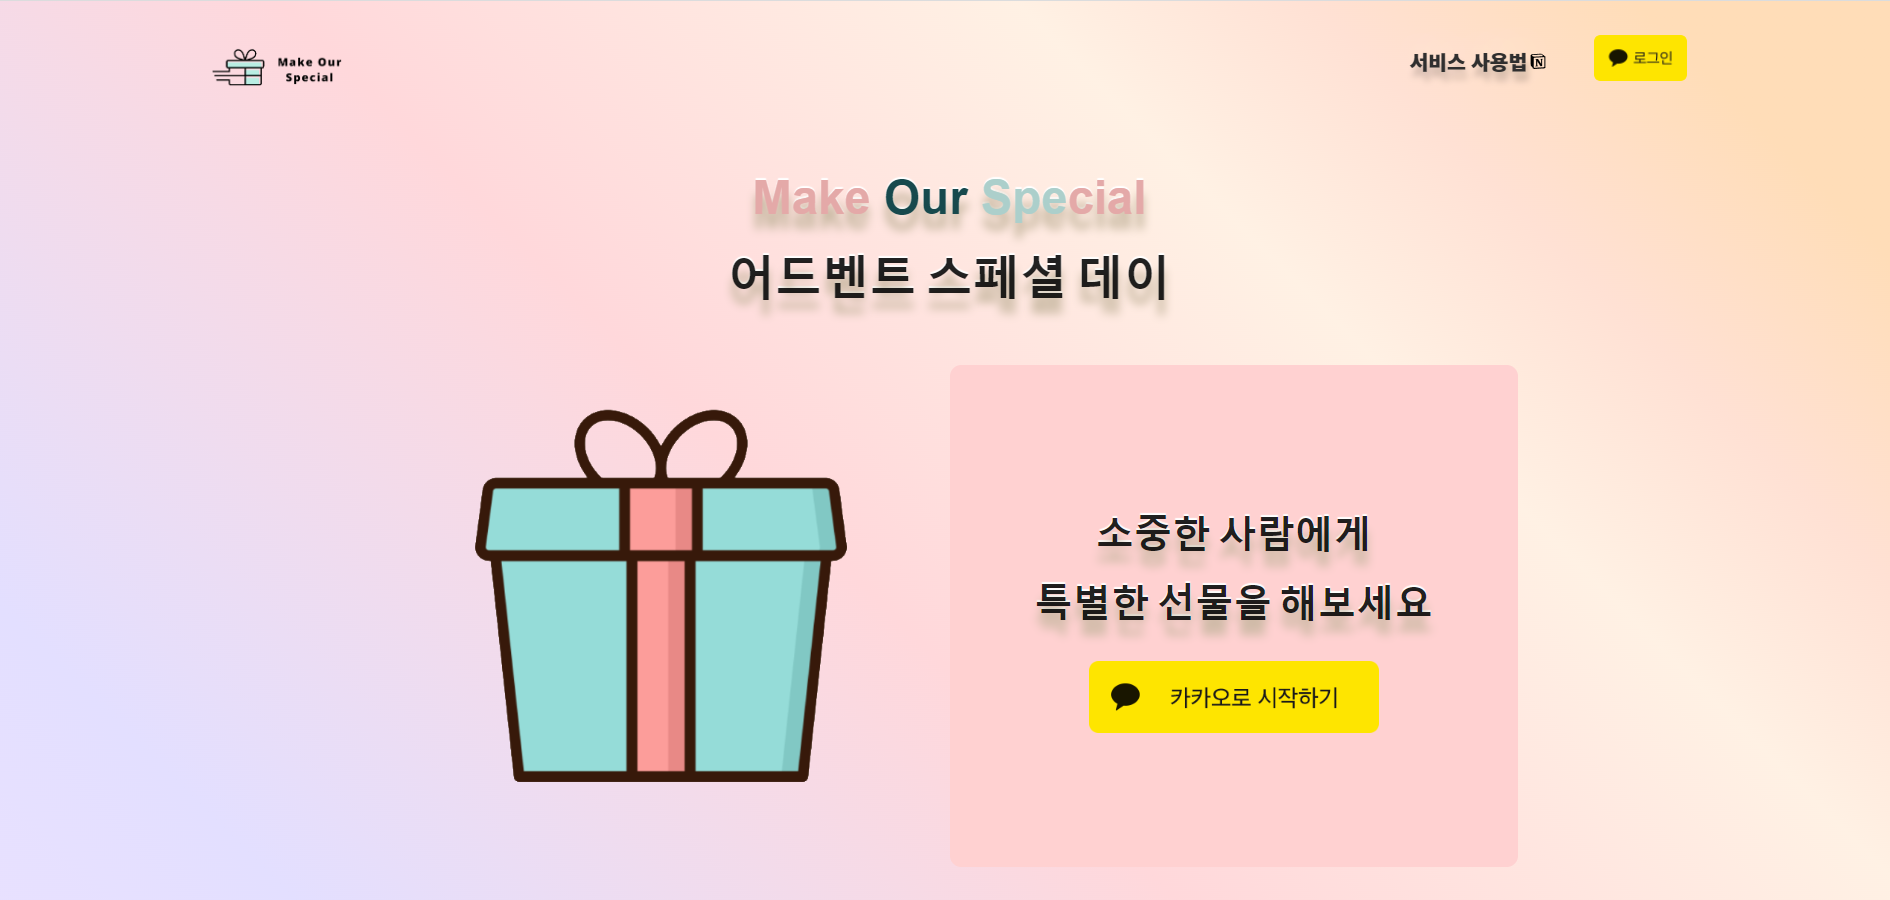 Make Our
Special
서비스 사용법
로그인
Make Our Special
어드벤트 스페셜 데이
소중한 사람에게
특별한 선물을 해보세요
카카오로 시작하기